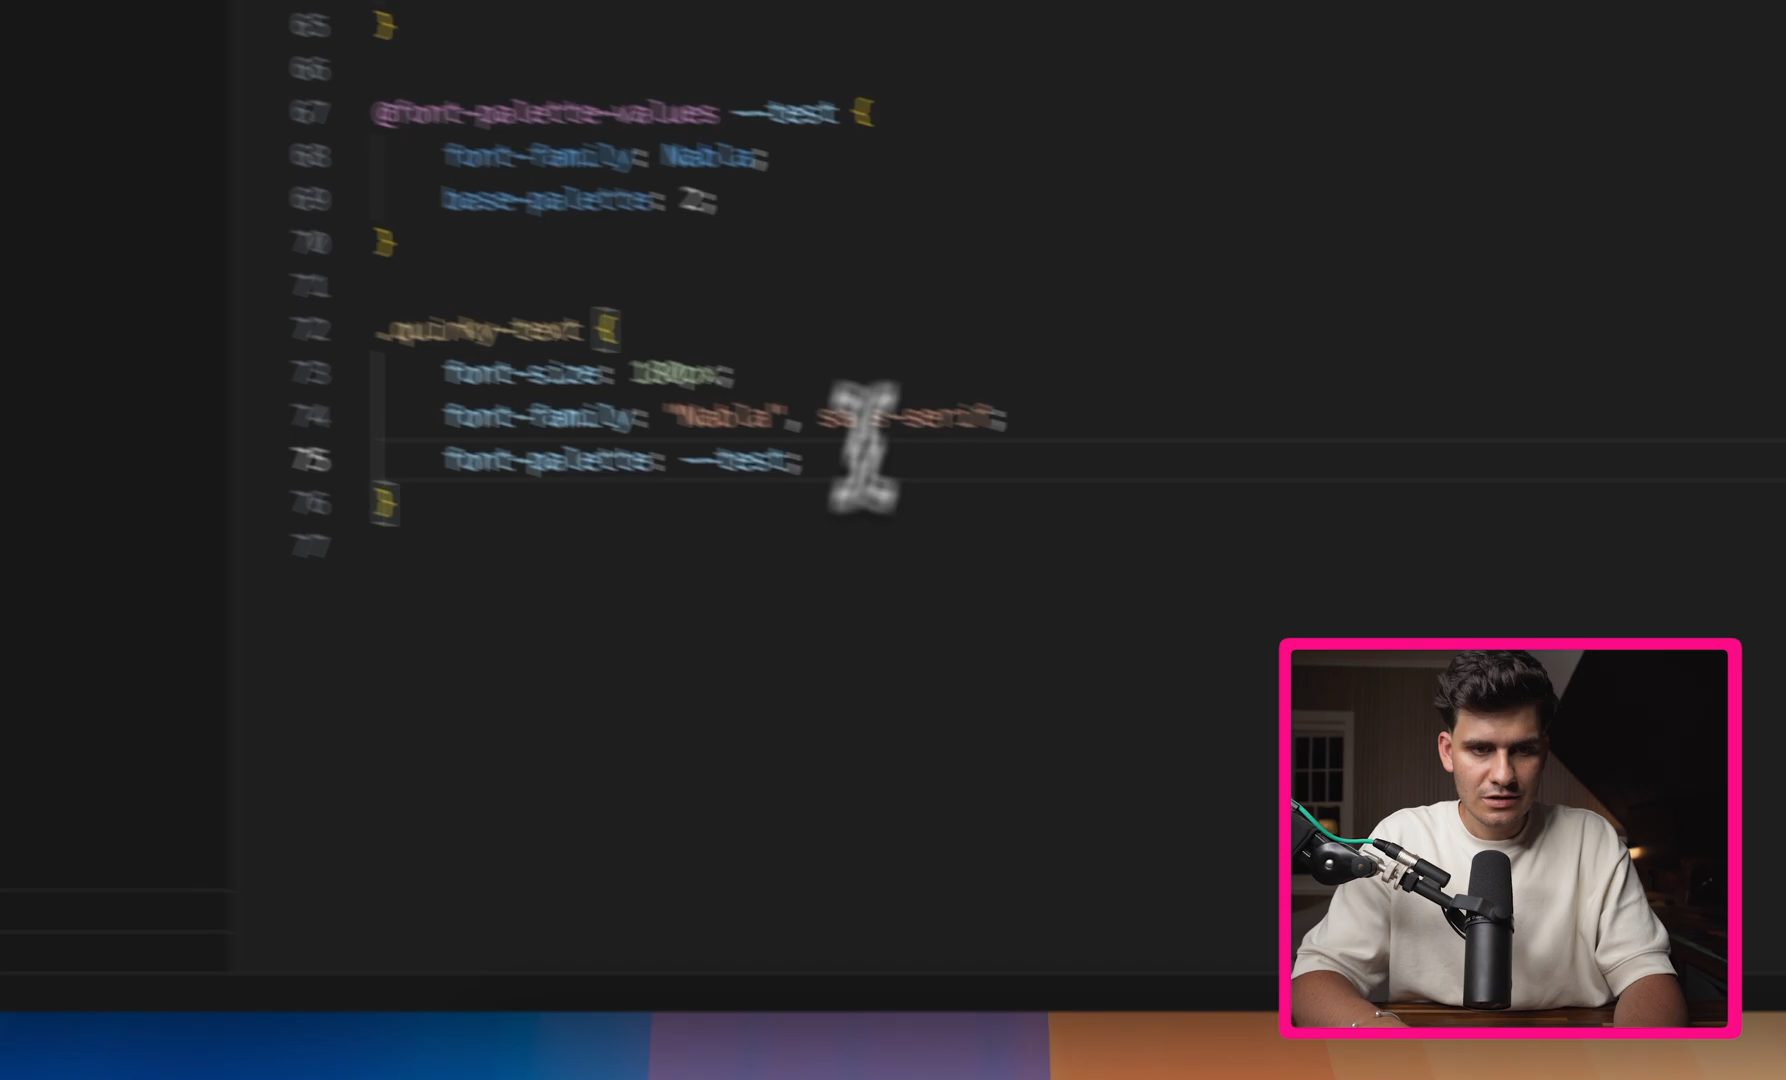 65 }
66
67 @font-palette-values --test {
68 font-family: Nabla;
69 base-palette: 2;
70 }
71
72 .quirky-text {
73 font-size: 180px;
74 font-family: "Nabla", sans-serif;
75 font-palette: --test;
76 }
77